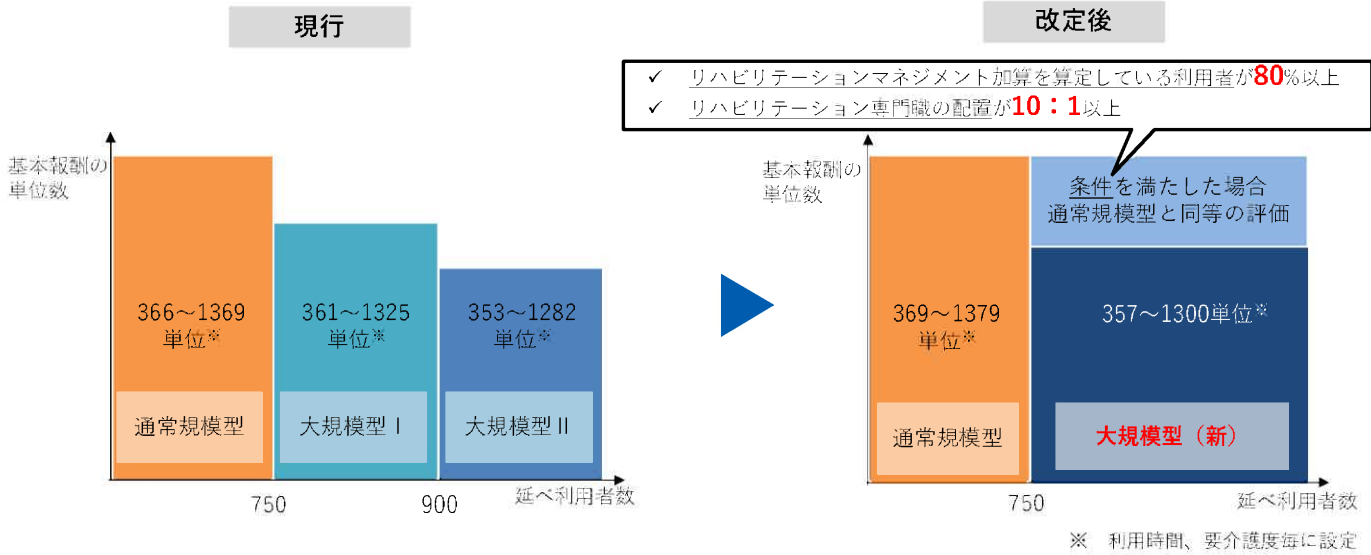 現行
基本報酬の
単位数
366～1369
単位※
361～1325
単位※
353～1282
単位※
通常規模型
大規模型Ⅰ
大規模型Ⅱ
750
900
延べ利用者数
改定後
✓ リハビリテーションマネジメント加算を算定している利用者が80%以上
✓ リハビリテーション専門職の配置が10：1以上
基本報酬の
単位数
条件を満たした場合
通常規模型と同等の評価
369～1379
単位※
357～1300単位※
通常規模型
大規模型（新）
750
延べ利用者数
※ 利用時間、要介護度毎に設定